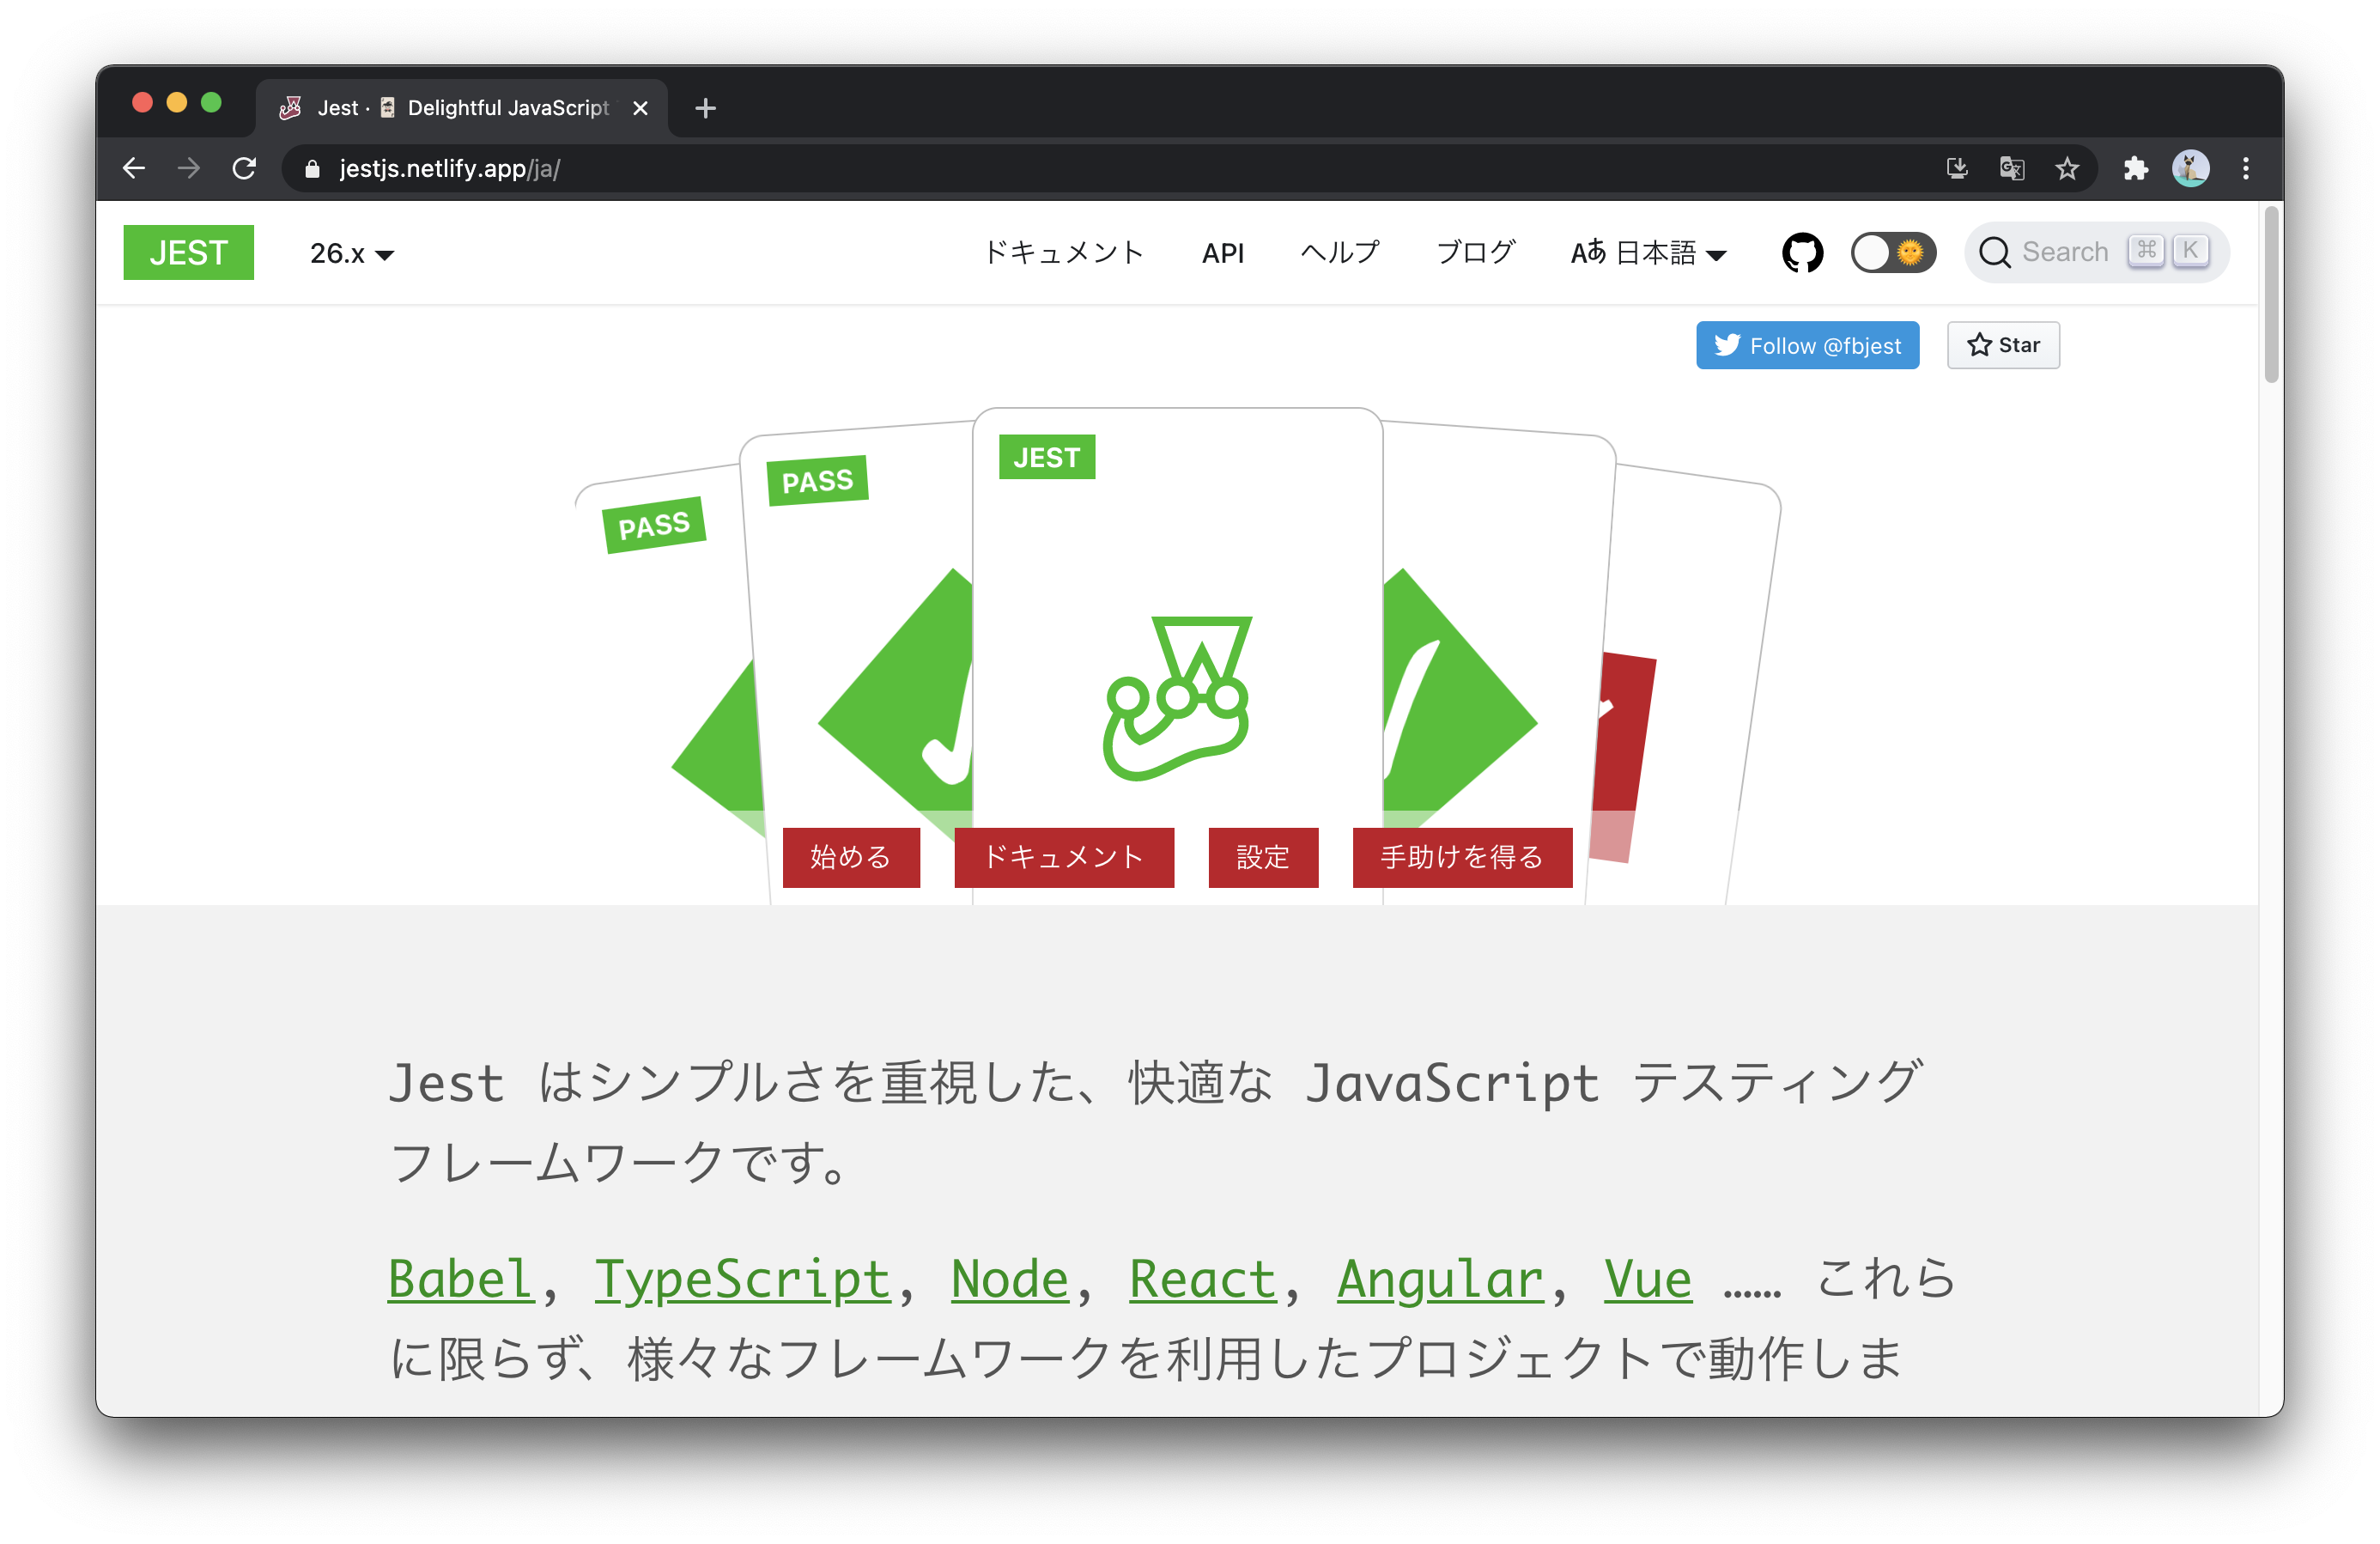 Jest · 🃏 Delightful JavaScript
jestjs.netlify.app/ja/
JEST 26.x ドキュメント API ヘルプ ブログ Aあ 日本語 Search ⌘ K
Follow @fbjest Star
JEST
PASS
PASS
始める ドキュメント 設定 手助けを得る
Jest はシンプルさを重視した、快適な JavaScript テスティング
フレームワークです。
Babel, TypeScript, Node, React, Angular, Vue …… これら
に限らず、様々なフレームワークを利用したプロジェクトで動作しま